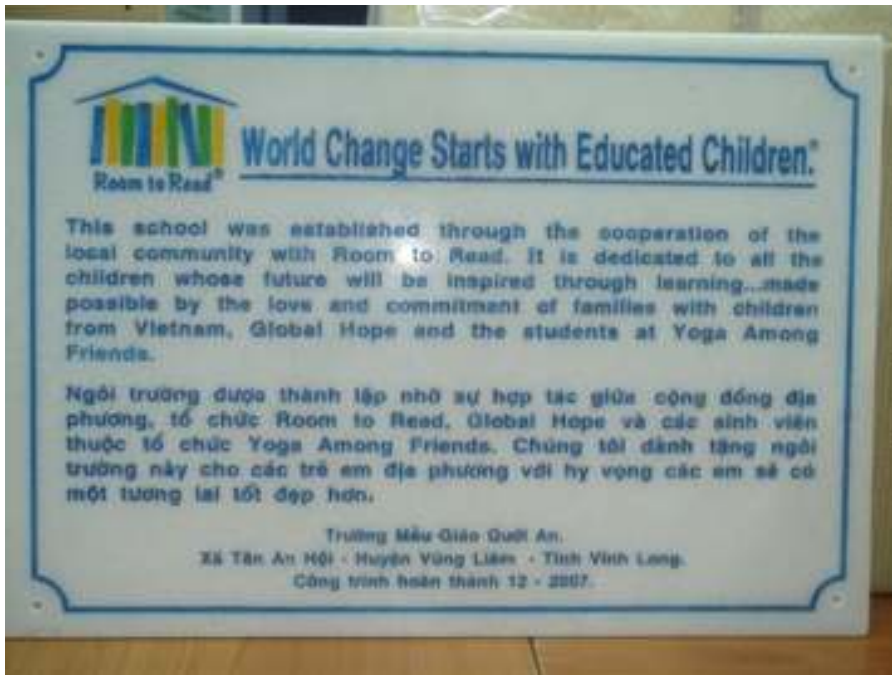 World Change Starts with Educated Children.®
Room to Read®
This school was established through the cooperation of the
local community with Room to Read. It is dedicated to all the
children whose future will be inspired through learning...made
possible by the love and commitment of families with children
from Vietnam, Global Hope and the students at Yoga Among
Friends.
Ngôi trường được thành lập nhờ sự hợp tác giữa cộng đồng địa
phương, tổ chức Room to Read, Global Hope và các sinh viên
thuộc tổ chức Yoga Among Friends. Chúng tôi dành tặng ngôi
trường này cho các trẻ em địa phương với hy vọng các em sẽ có
một tương lai tốt đẹp hơn.
Trường Mẫu Giáo Quới An.
Xã Tân An Hội - Huyện Vũng Liêm - Tỉnh Vĩnh Long.
Công trình hoàn thành 12 - 2007.